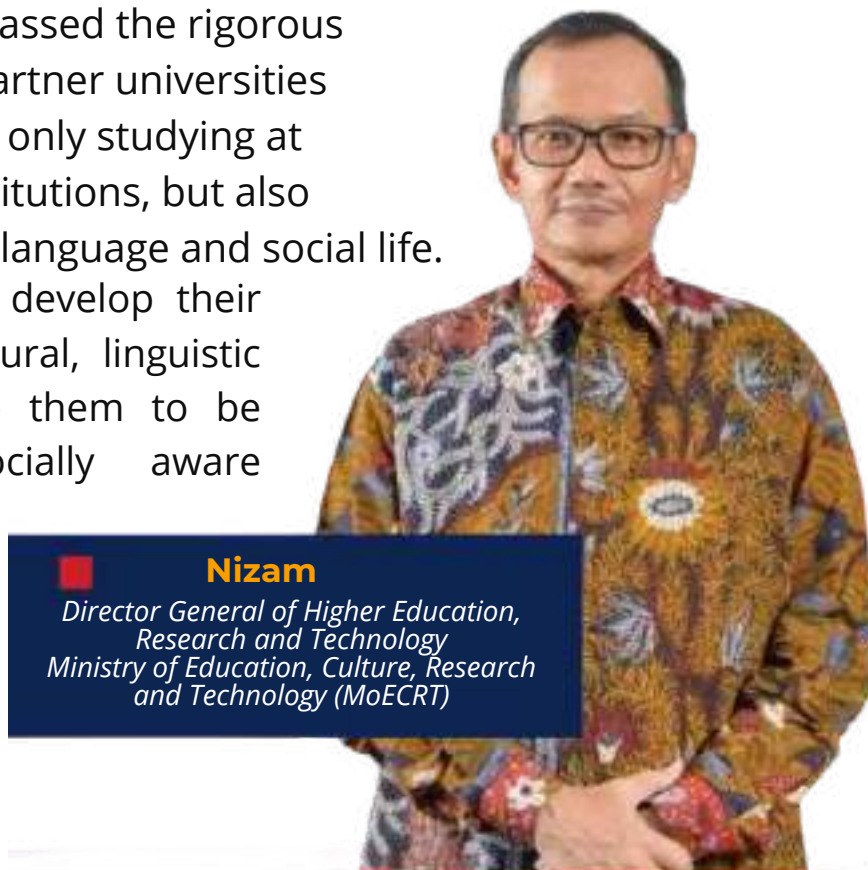 assed the rigorous
artner universities
only studying at
itutions, but also
language and social life.
develop their
ural, linguistic
them to be
ocially aware
Nizam
Director General of Higher Education,
Research and Technology
Ministry of Education, Culture, Research
and Technology (MoECRT)